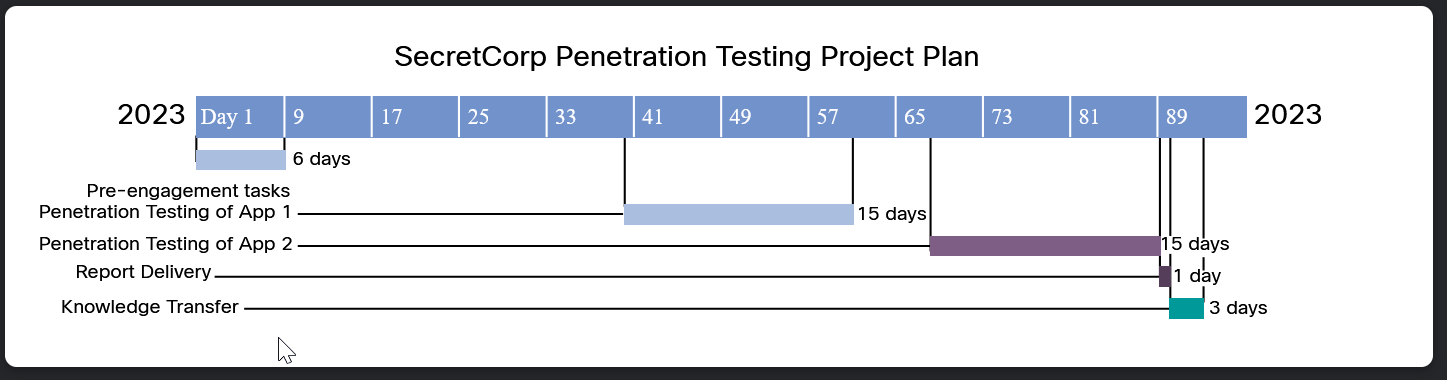 SecretCorp Penetration Testing Project Plan
2023 Day 1 9 17 25 33 41 49 57 65 73 81 89 2023
6 days
Pre-engagement tasks
Penetration Testing of App 1 15 days
Penetration Testing of App 2 15 days
Report Delivery 1 day
Knowledge Transfer 3 days